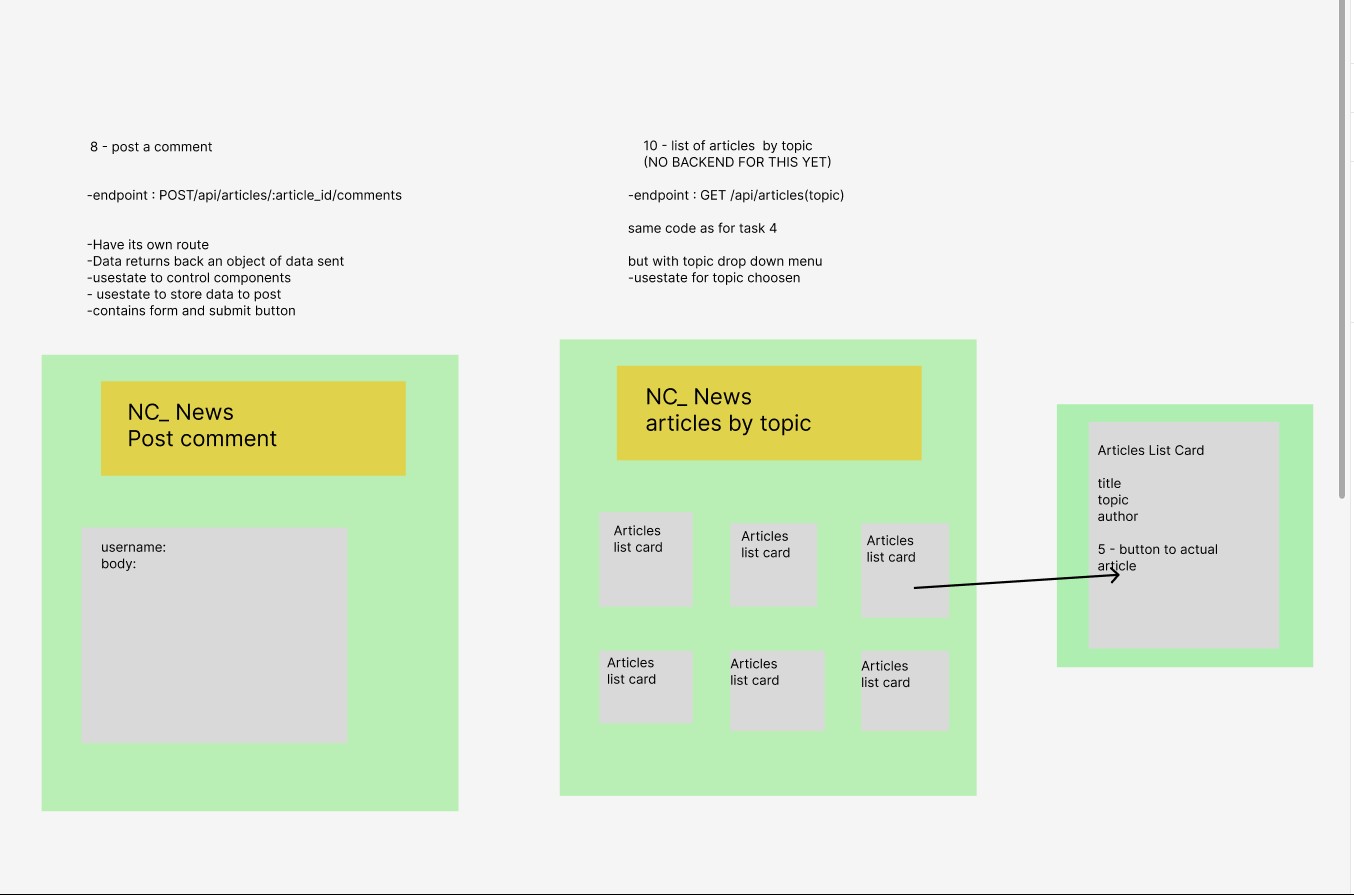 8 - post a comment
-endpoint : POST/api/articles/:article_id/comments
-Have its own route
-Data returns back an object of data sent
-usestate to control components
- usestate to store data to post
-contains form and submit button
NC_ News
Post comment
username:
body:
10 - list of articles  by topic
(NO BACKEND FOR THIS YET)
-endpoint : GET /api/articles(topic)
same code as for task 4
but with topic drop down menu
-usestate for topic choosen
NC_ News
articles by topic
Articles
list card
Articles
list card
Articles
list card
Articles
list card
Articles
list card
Articles
list card
Articles List Card
title
topic
author
5 - button to actual
article